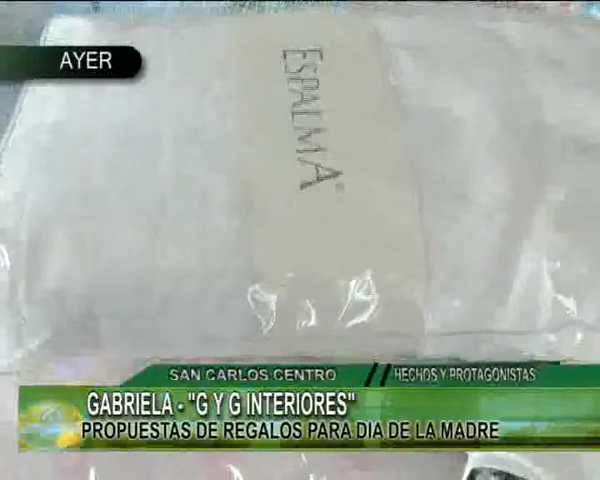 AYER
ESPALMA
SAN CARLOS CENTRO // HECHOS Y PROTAGONISTAS
GABRIELA - "G Y G INTERIORES"
PROPUESTAS DE REGALOS PARA DIA DE LA MADRE